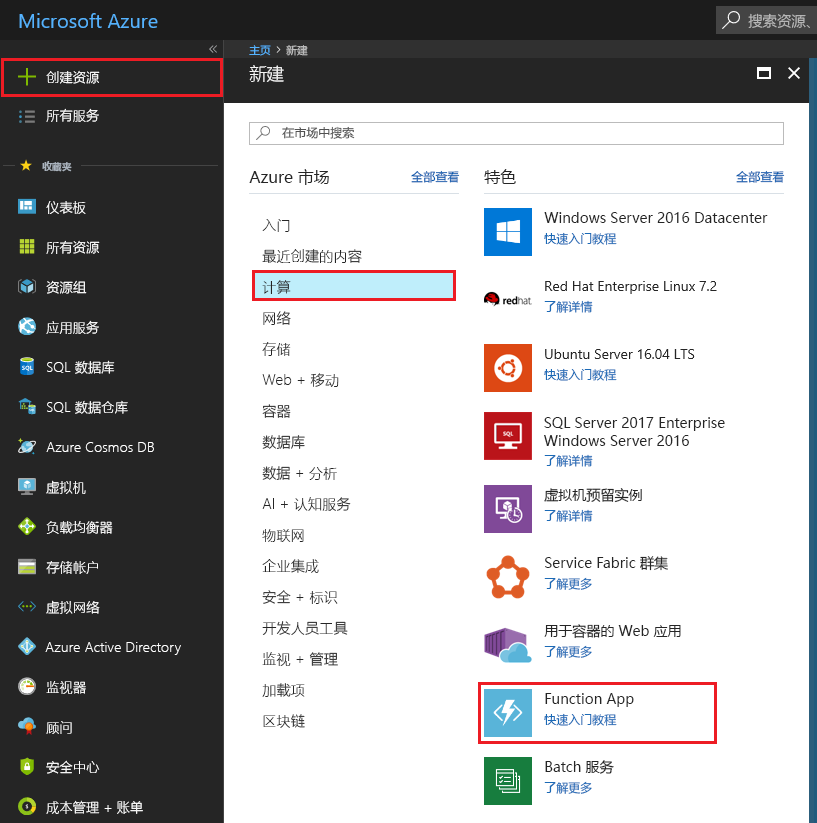 Microsoft Azure
搜索资源、
主页 > 新建
创建资源
新建
所有服务
在市场中搜索
收藏夹
仪表板
所有资源
资源组
应用服务
SQL 数据库
SQL 数据仓库
Azure Cosmos DB
虚拟机
负载均衡器
存储帐户
虚拟网络
Azure Active Directory
监视器
顾问
安全中心
成本管理 + 账单
Azure 市场
全部查看
入门
最近创建的内容
计算
网络
存储
Web + 移动
容器
数据库
数据 + 分析
AI + 认知服务
物联网
企业集成
安全 + 标识
开发人员工具
监视 + 管理
加载项
区块链
特色
全部查看
Windows Server 2016 Datacenter
快速入门教程
redhat
Red Hat Enterprise Linux 7.2
了解详情
Ubuntu Server 16.04 LTS
快速入门教程
SQL
SQL Server 2017 Enterprise
Windows Server 2016
了解详情
虚拟机预留实例
了解详情
Service Fabric 群集
了解更多
用于容器的 Web 应用
了解更多
Function App
快速入门教程
Batch 服务
了解更多